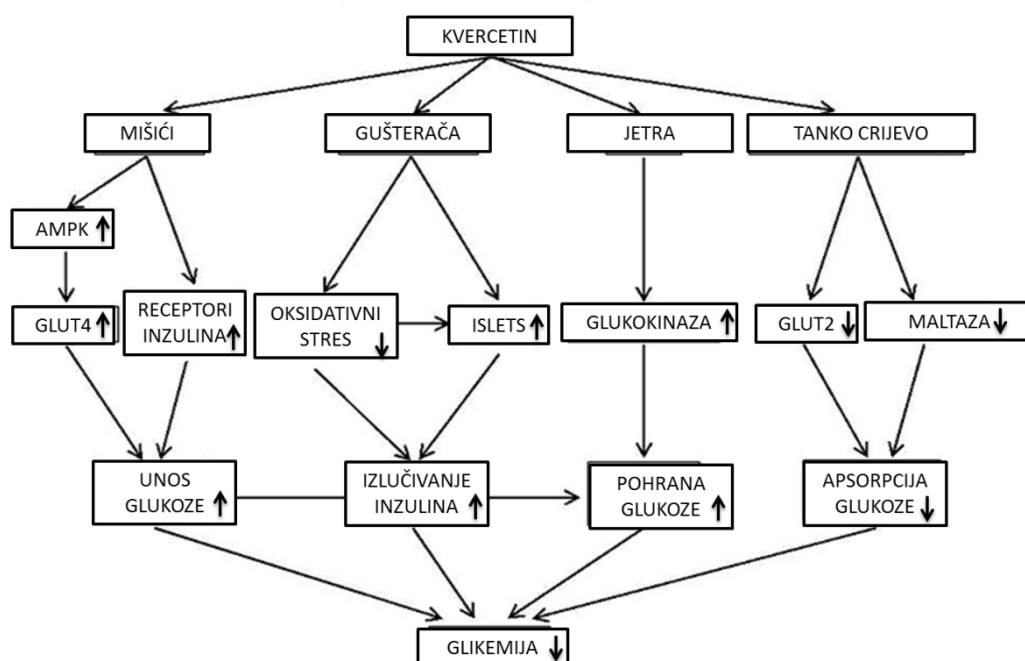 KVERCETIN
MIŠIĆI
GUŠTERAČA
JETRA
TANKO CRIJEVO
AMPK
GLUT4
RECEPTORI
INZULINA
OKSIDATIVNI
STRES
ISLETS
GLUKOKINAZA
GLUT2
MALTAZA
UNOS
GLUKOZE
IZLUČIVANJE
INZULINA
POHRANA
GLUKOZE
APSORPCIJA
GLUKOZE
GLIKEMIJA